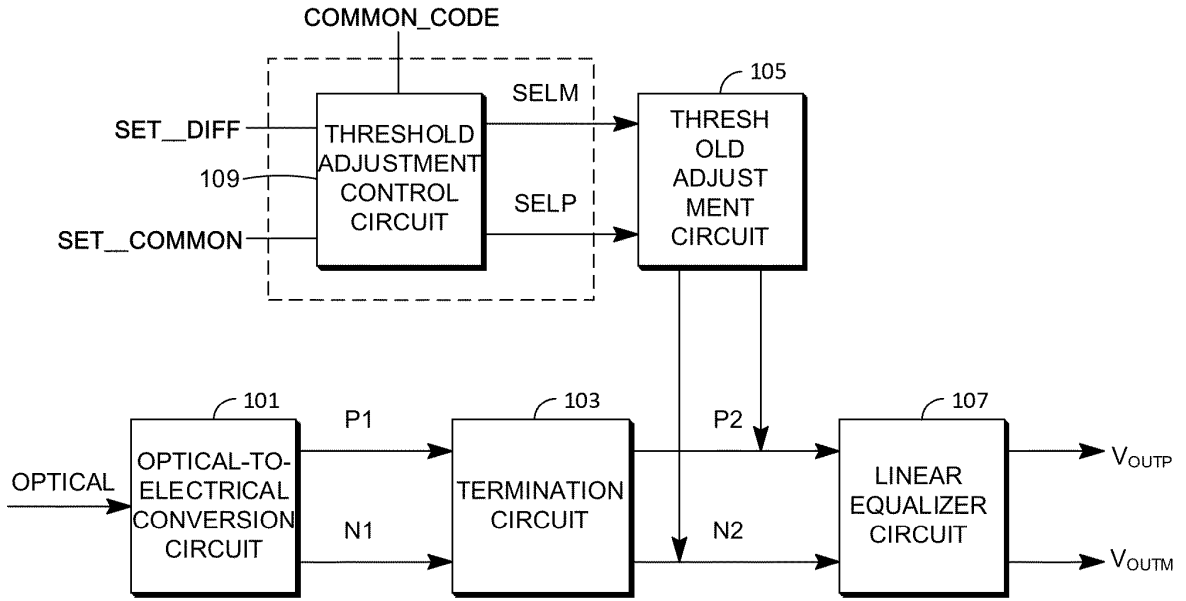 COMMON_CODE
105
SELM
SET__DIFF
THRESHOLD
ADJUSTMENT
CONTROL
CIRCUIT
THRESH
OLD
ADJUST
MENT
CIRCUIT
109
SELP
SET__COMMON
101
103
107
P1
P2
OPTICAL
OPTICAL-TO-
ELECTRICAL
CONVERSION
CIRCUIT
TERMINATION
CIRCUIT
LINEAR
EQUALIZER
CIRCUIT
VOUTP
N1
N2
VOUTM